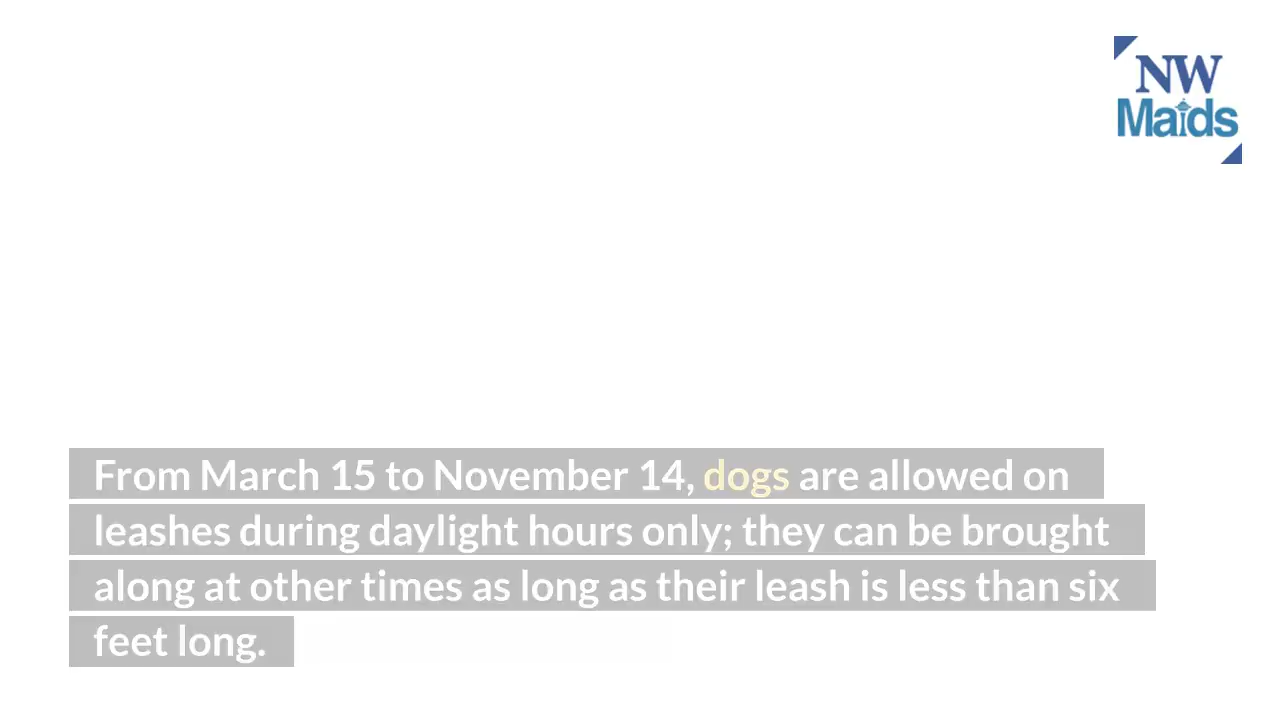 NW
Maids
From March 15 to November 14, dogs are allowed on
leashes during daylight hours only; they can be brought
along at other times as long as their leash is less than six
feet long.